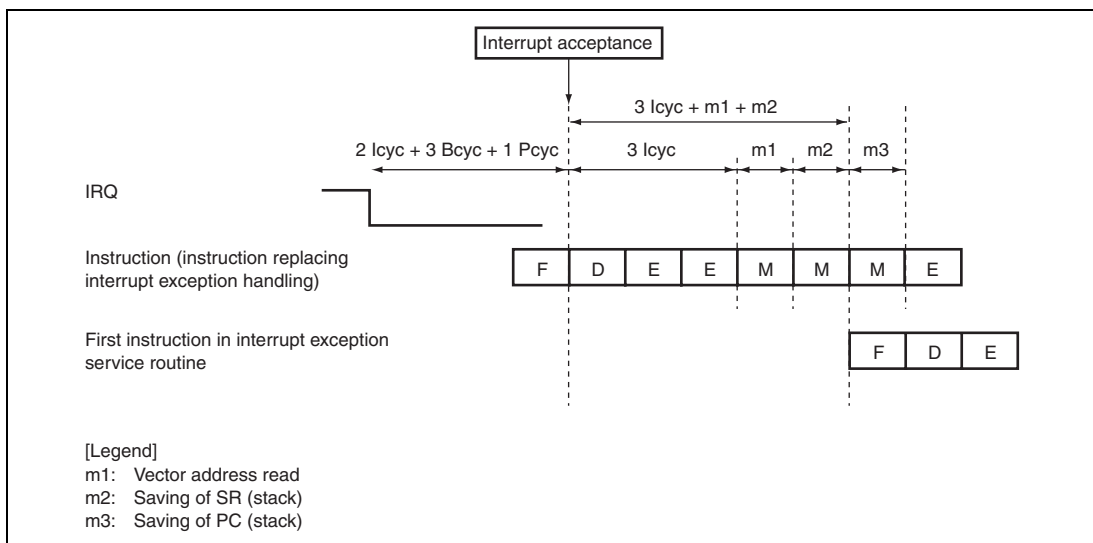 Interrupt acceptance
3 Icyc + m1 + m2
2 Icyc + 3 Bcyc + 1 Pcyc
3 Icyc
m1
m2
m3
IRQ
Instruction (instruction replacing
interrupt exception handling)
F D E E M M M E
First instruction in interrupt exception
service routine
F D E
[Legend]
m1: Vector address read
m2: Saving of SR (stack)
m3: Saving of PC (stack)